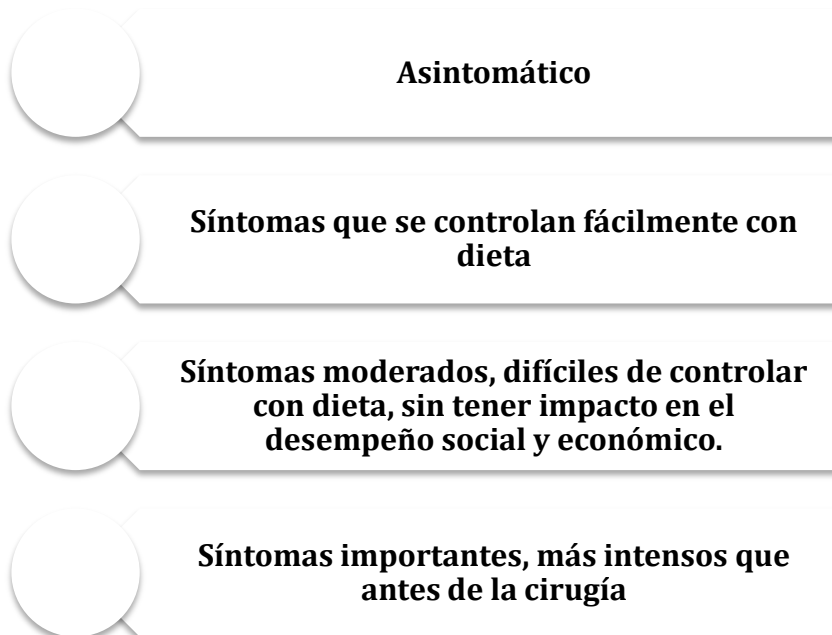 Asintomático
Síntomas que se controlan fácilmente con
dieta
Síntomas moderados, difíciles de controlar
con dieta, sin tener impacto en el
desempeño social y económico.
Síntomas importantes, más intensos que
antes de la cirugía